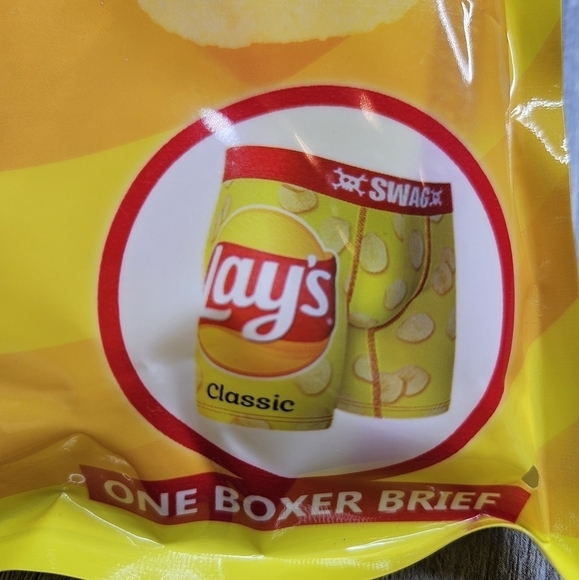 SWAG
Lay's
Classic
ONE BOXER BRIEF